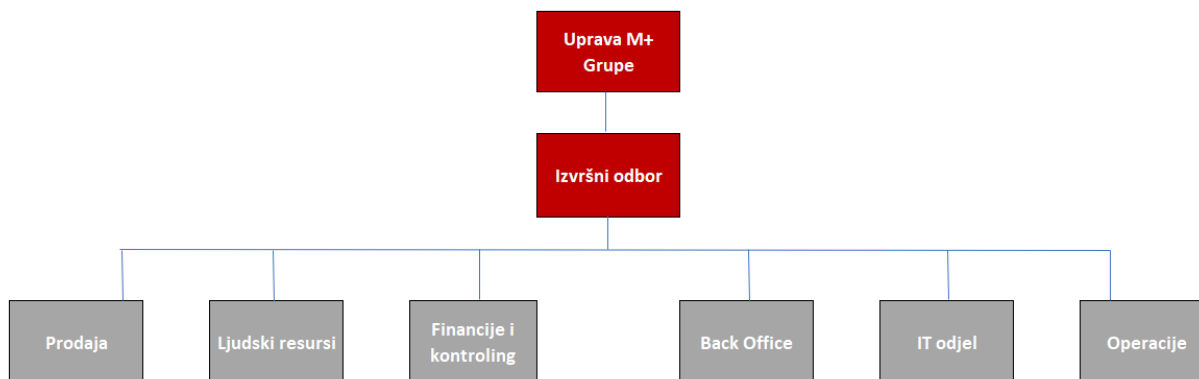 Uprava M+
Grupe
Izvršni odbor
Prodaja
Ljudski resursi
Financije i
kontroling
Back Office
IT odjel
Operacije